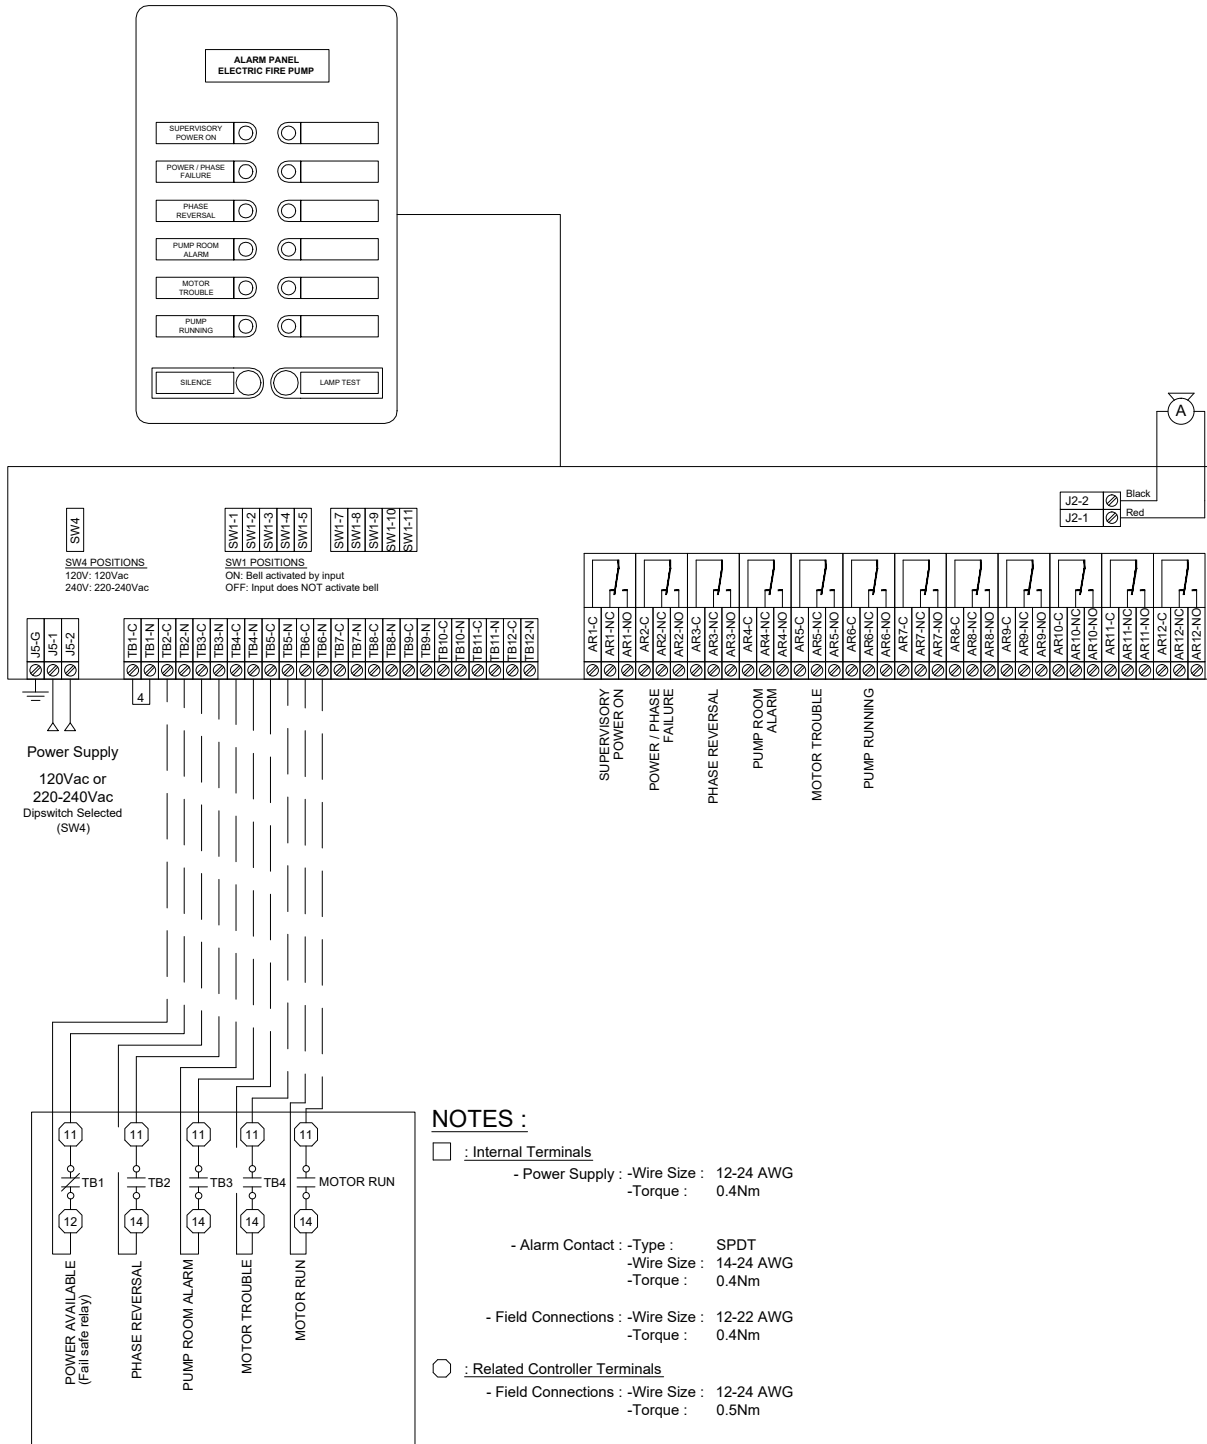 ALARM PANEL
ELECTRIC FIRE PUMP
SUPERVISORY
POWER ON
POWER / PHASE
FAILURE
PHASE
REVERSAL
PUMP ROOM
ALARM
MOTOR
TROUBLE
PUMP
RUNNING
SILENCE
LAMP TEST
A
J2-2
Black
J2-1
Red
SW4
SW4 POSITIONS
120V: 120Vac
240V: 220-240Vac
SW1-1
SW1-2
SW1-3
SW1-4
SW1-5
SW1-7
SW1-8
SW1-9
SW1-10
SW1-11
SW1 POSITIONS
ON: Bell activated by input
OFF: Input does NOT activate bell
J5-G
J5-1
J5-2
TB1-C
TB1-N
TB2-C
TB2-N
TB3-C
TB3-N
TB4-C
TB4-N
TB5-C
TB5-N
TB6-C
TB6-N
TB7-C
TB7-N
TB8-C
TB8-N
TB9-C
TB9-N
TB10-C
TB10-N
TB11-C
TB11-N
TB12-C
TB12-N
AR1-C
AR1-NC
AR1-NO
AR2-C
AR2-NC
AR2-NO
AR3-C
AR3-NC
AR3-NO
AR4-C
AR4-NC
AR4-NO
AR5-C
AR5-NC
AR5-NO
AR6-C
AR6-NC
AR6-NO
AR7-C
AR7-NC
AR7-NO
AR8-C
AR8-NC
AR8-NO
AR9-C
AR9-NC
AR9-NO
AR10-C
AR10-NC
AR10-NO
AR11-C
AR11-NC
AR11-NO
AR12-C
AR12-NC
AR12-NO
4
Power Supply
120Vac or
220-240Vac
Dipswitch Selected
(SW4)
SUPERVISORY
POWER ON
POWER / PHASE
FAILURE
PHASE REVERSAL
PUMP ROOM
ALARM
MOTOR TROUBLE
PUMP RUNNING
11
11
11
11
11
TB1
TB2
TB3
TB4
MOTOR RUN
12
14
14
14
14
POWER AVAILABLE
(Fail safe relay)
PHASE REVERSAL
PUMP ROOM ALARM
MOTOR TROUBLE
MOTOR RUN
NOTES :
: Internal Terminals
- Power Supply : -Wire Size : 12-24 AWG
-Torque : 0.4Nm
- Alarm Contact : -Type : SPDT
-Wire Size : 14-24 AWG
-Torque : 0.4Nm
- Field Connections : -Wire Size : 12-22 AWG
-Torque : 0.4Nm
: Related Controller Terminals
- Field Connections : -Wire Size : 12-24 AWG
-Torque : 0.5Nm